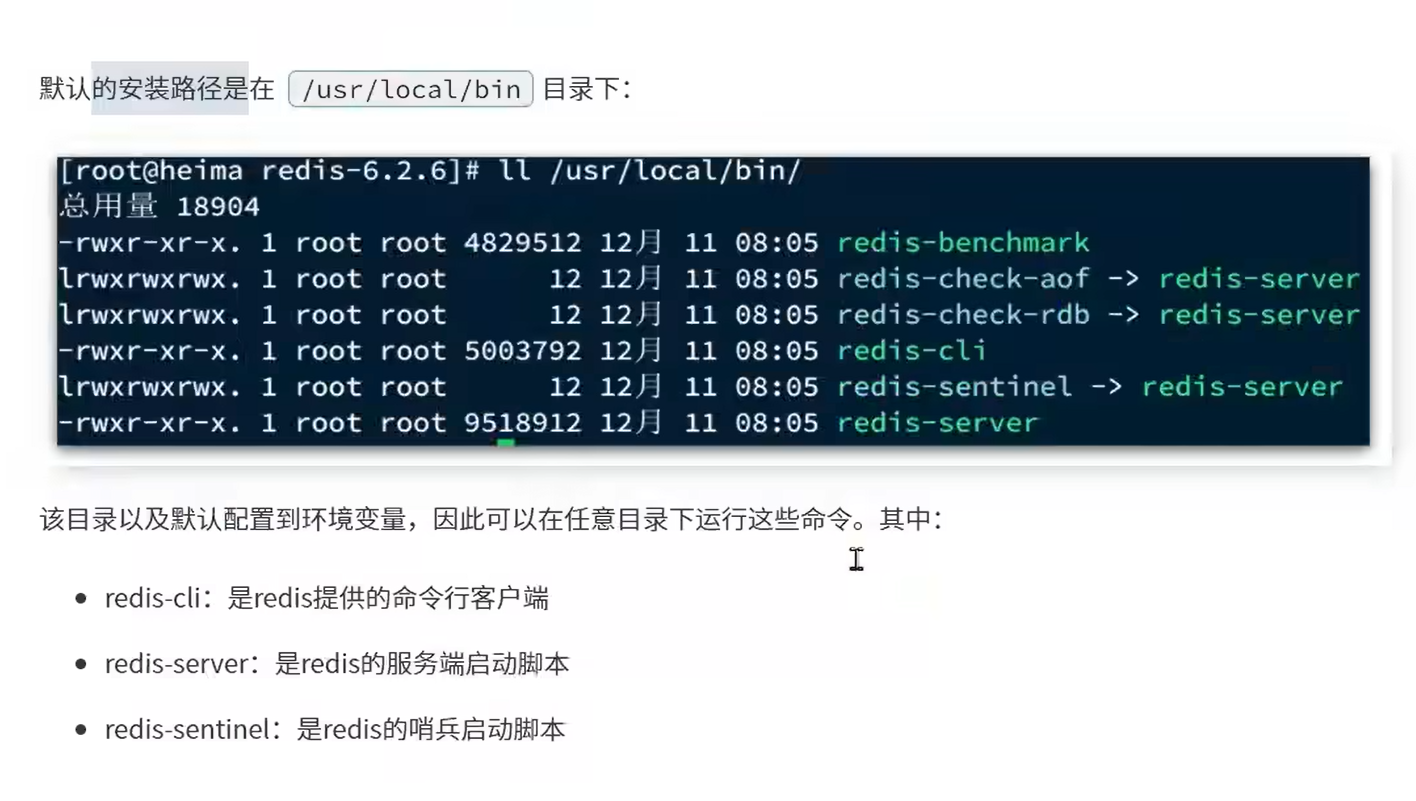 默认的安装路径是在 /usr/local/bin 目录下：
[root@heima redis-6.2.6]# ll /usr/local/bin/
总用量 18904
-rwxr-xr-x. 1 root root 4829512 12月 11 08:05 redis-benchmark
lrwxrwxrwx. 1 root root      12 12月 11 08:05 redis-check-aof -> redis-server
lrwxrwxrwx. 1 root root      12 12月 11 08:05 redis-check-rdb -> redis-server
-rwxr-xr-x. 1 root root 5003792 12月 11 08:05 redis-cli
lrwxrwxrwx. 1 root root      12 12月 11 08:05 redis-sentinel -> redis-server
-rwxr-xr-x. 1 root root 9518912 12月 11 08:05 redis-server
该目录以及默认配置到环境变量，因此可以在任意目录下运行这些命令。其中：
• redis-cli：是redis提供的命令行客户端
• redis-server：是redis的服务端启动脚本
• redis-sentinel：是redis的哨兵启动脚本